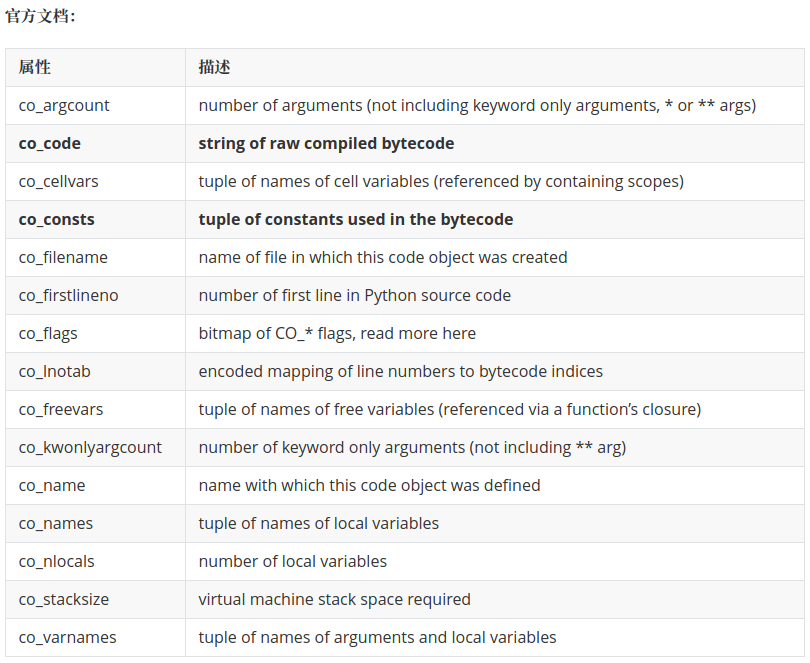 官方文档:
属性 描述
co_argcount number of arguments (not including keyword only arguments, * or ** args)
co_code string of raw compiled bytecode
co_cellvars tuple of names of cell variables (referenced by containing scopes)
co_consts tuple of constants used in the bytecode
co_filename name of file in which this code object was created
co_firstlineno number of first line in Python source code
co_flags bitmap of CO_* flags, read more here
co_lnotab encoded mapping of line numbers to bytecode indices
co_freevars tuple of names of free variables (referenced via a function’s closure)
co_kwonlyargcount number of keyword only arguments (not including ** arg)
co_name name with which this code object was defined
co_names tuple of names of local variables
co_nlocals number of local variables
co_stacksize virtual machine stack space required
co_varnames tuple of names of arguments and local variables